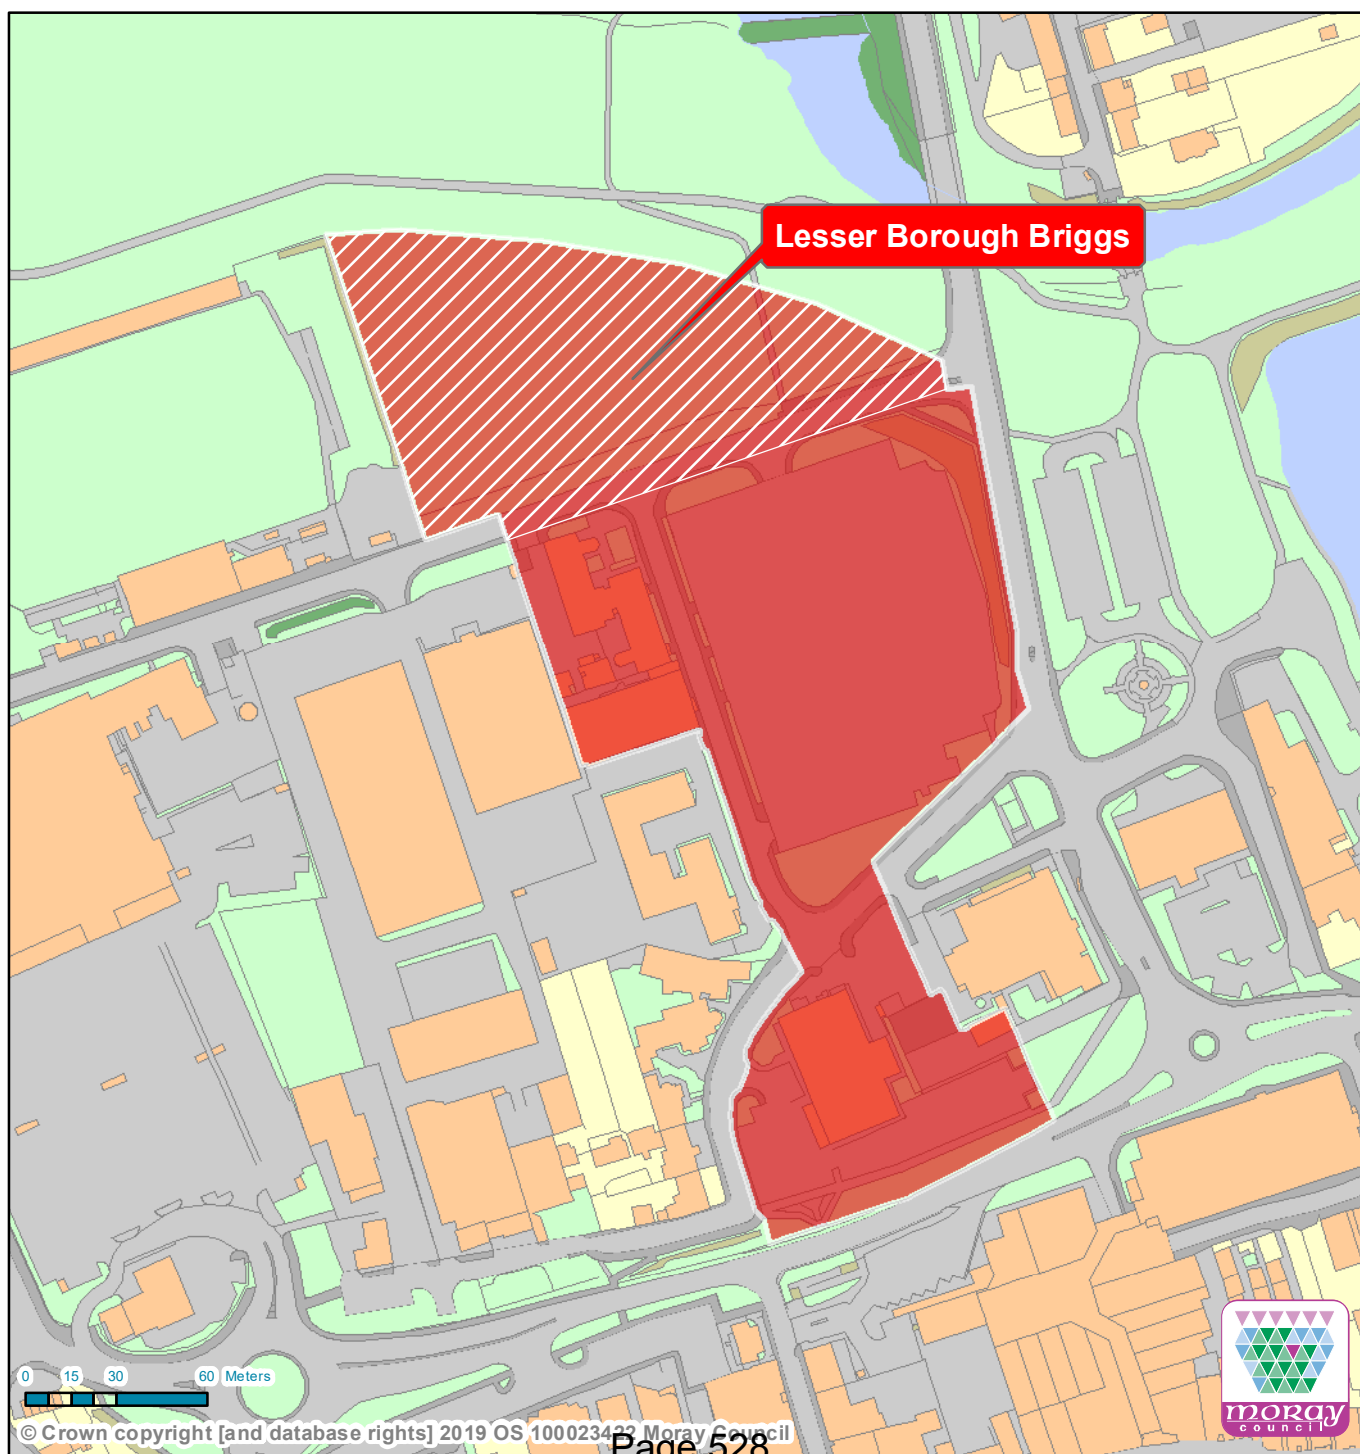 Lesser Borough Briggs
0 15 30 60 Meters
© Crown copyright [and database rights] 2019 OS 100023422 Moray Council
Page 528
moray
council